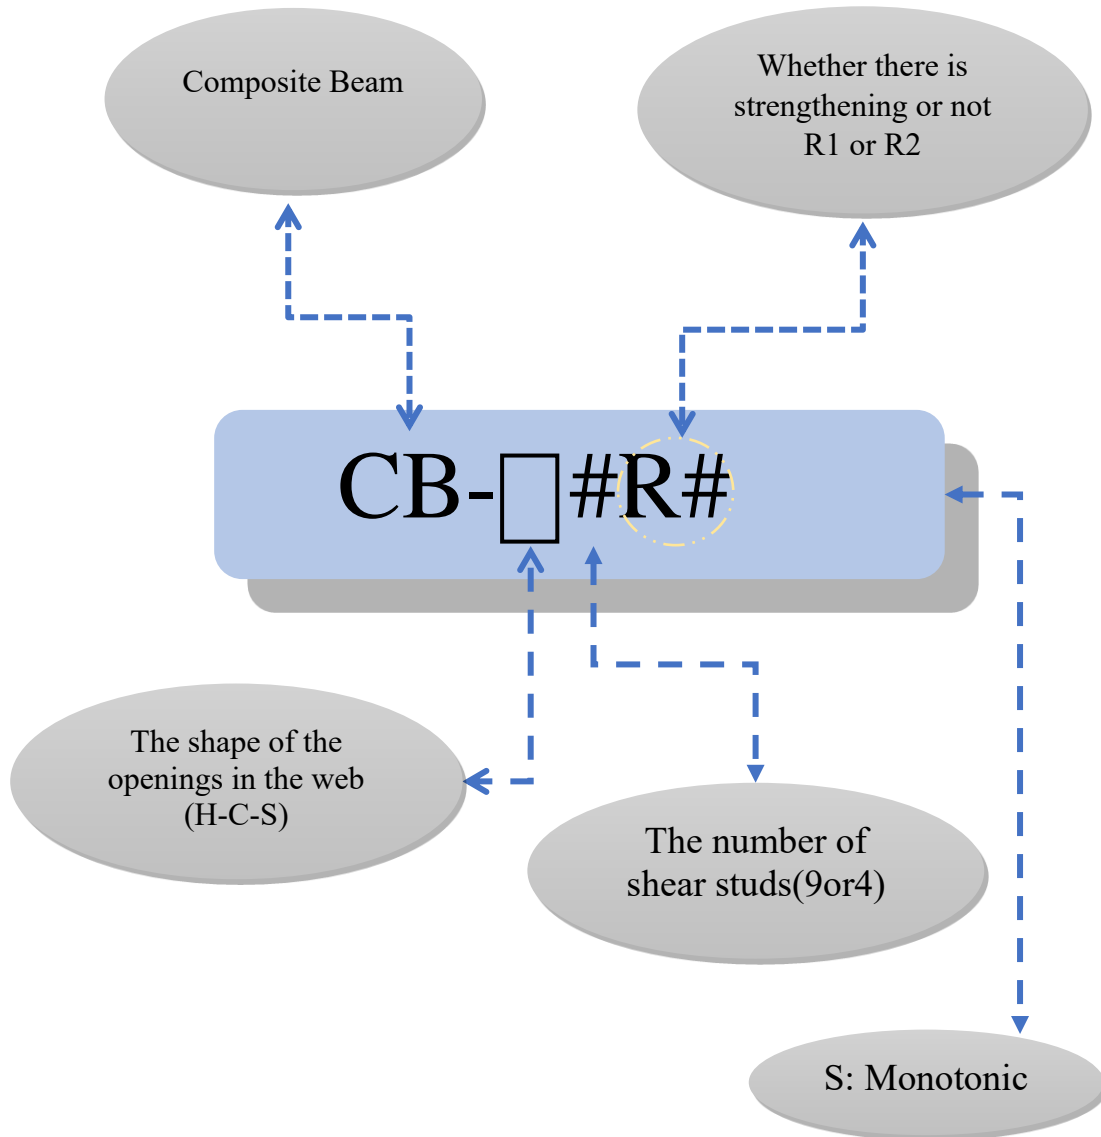 Composite Beam
Whether there is
strengthening or not
R1 or R2
CB-□#R#
The shape of the
openings in the web
(H-C-S)
The number of
shear studs(9or4)
S: Monotonic